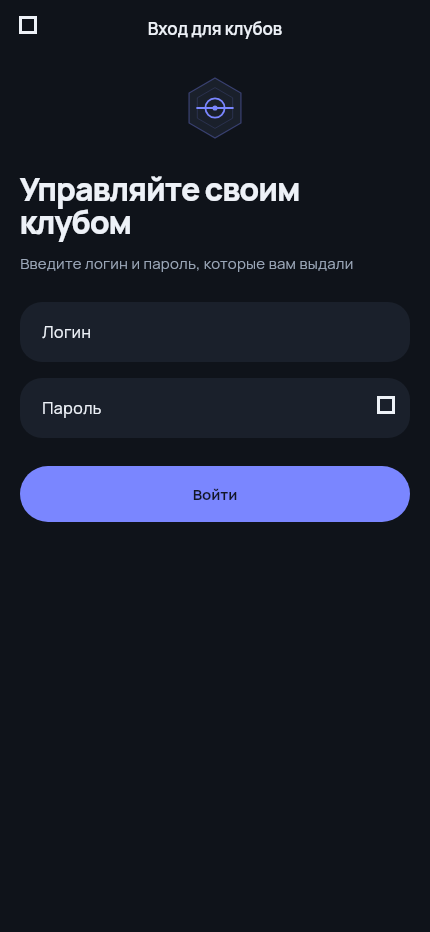 Вход для клубов
Управляйте своим
клубом
Введите логин и пароль, которые вам выдали
Логин
Пароль
Войти